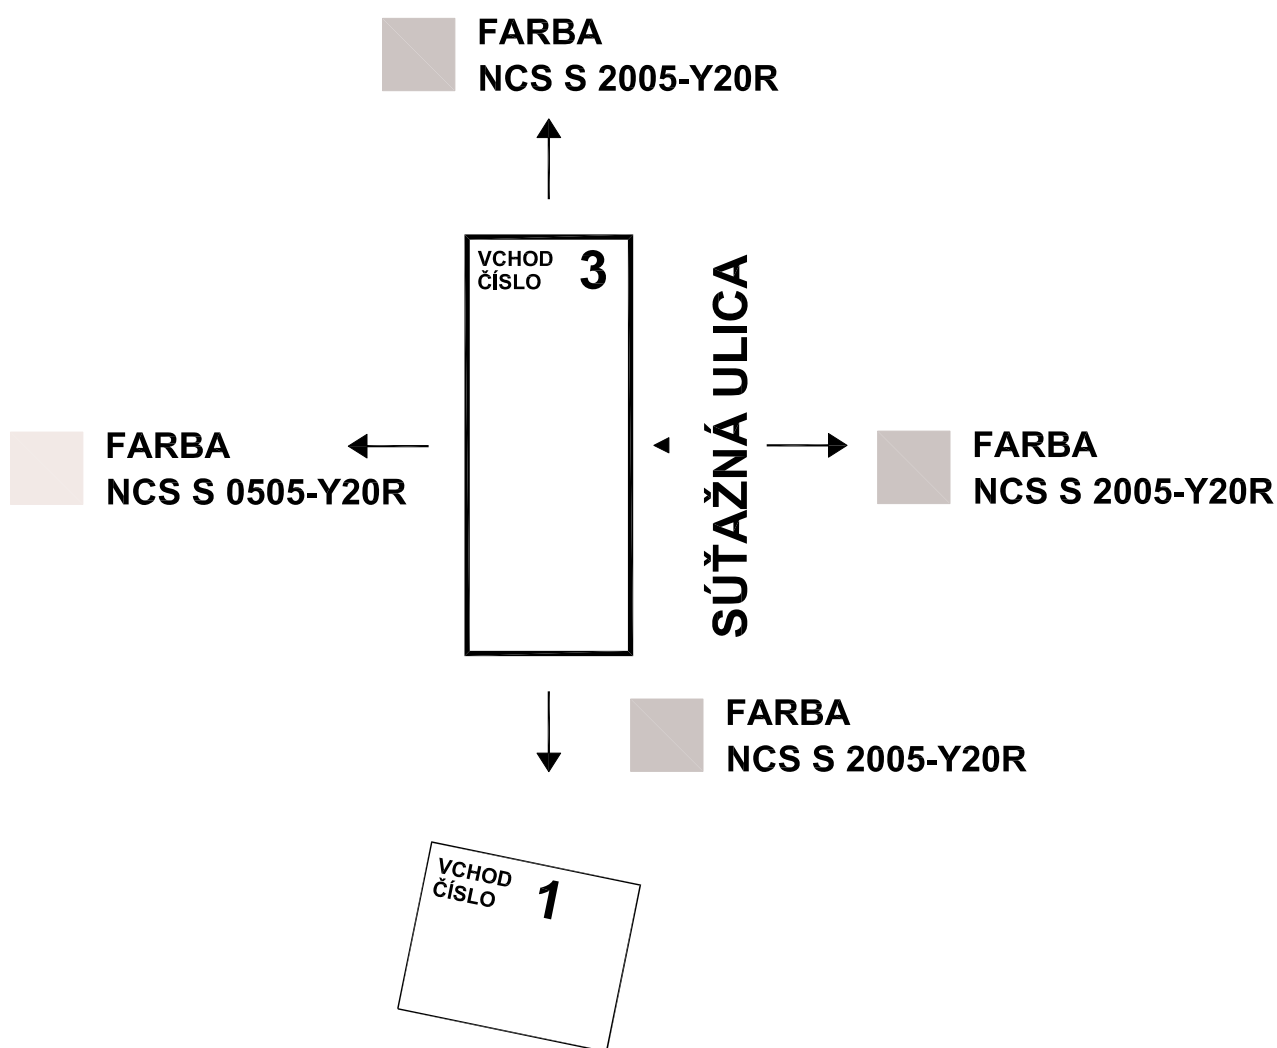 FARBA
NCS S 2005-Y20R
VCHOD
ČÍSLO 3
SÚŤAŽNÁ ULICA
FARBA
NCS S 0505-Y20R
FARBA
NCS S 2005-Y20R
FARBA
NCS S 2005-Y20R
VCHOD
ČÍSLO 1